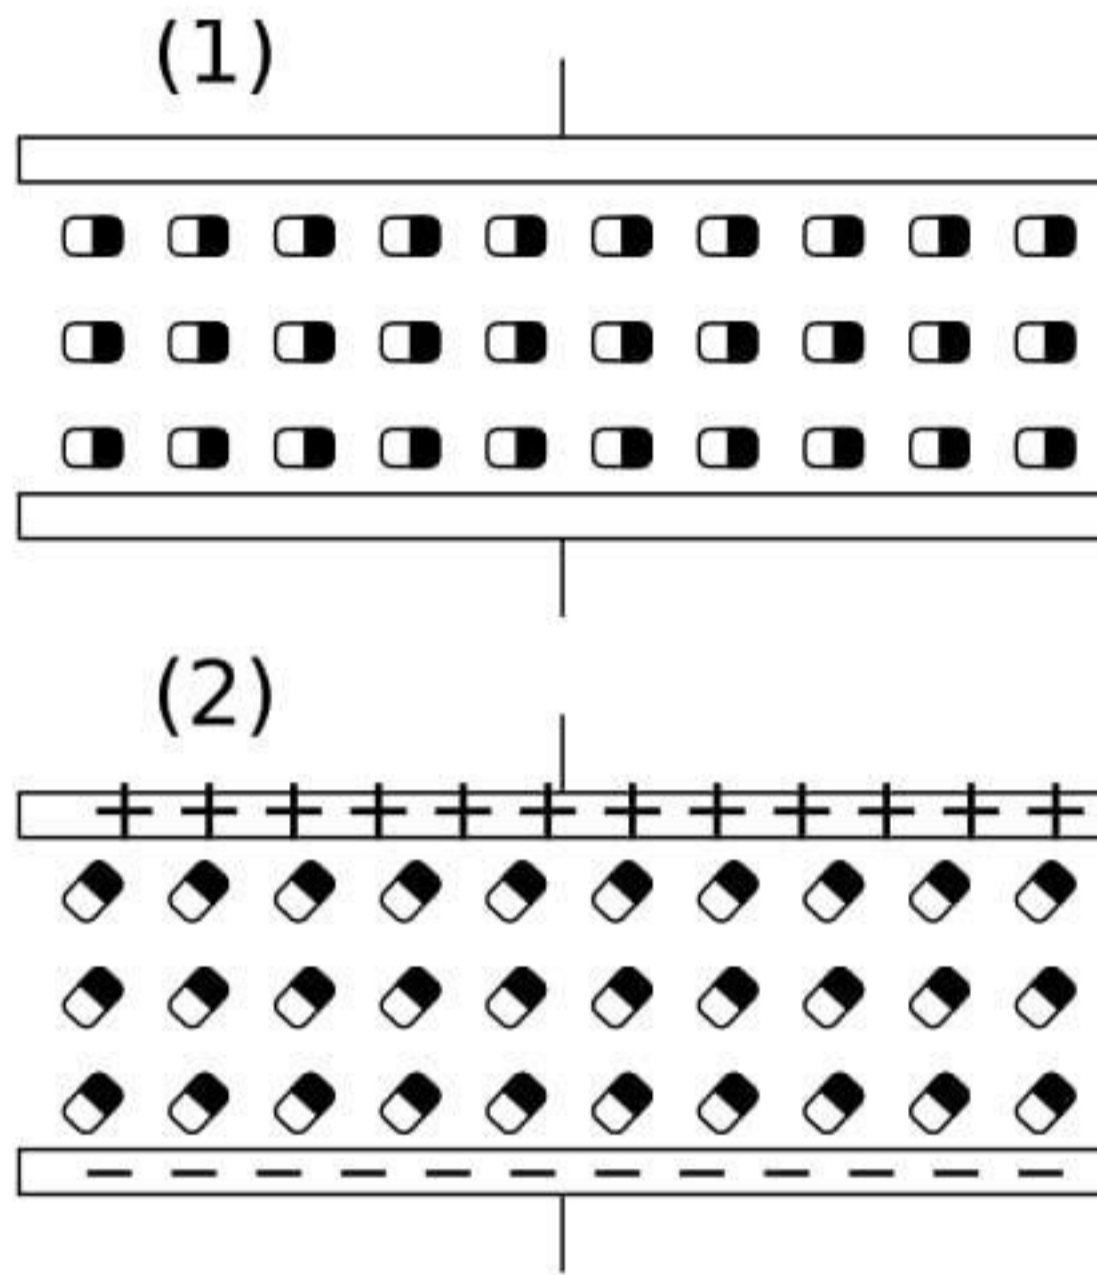 (1)
(2)
+ + + + + + + + + + + +
− − − − − − − − − − − −